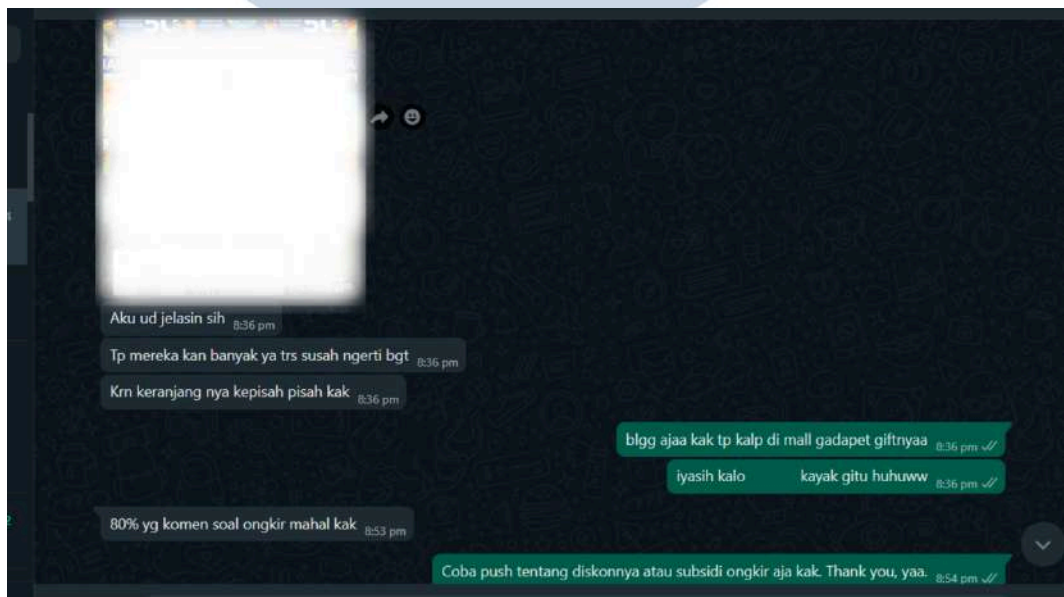 Aku ud jelasin sih 8:36 pm
Tp mereka kan banyak ya trs susah ngerti bgt 8:36 pm
Krn keranjang nya kepisah pisah kak 8:36 pm
blgg ajaa kak tp kalp di mall gadapet giftnyaa 8:36 pm
iyasih kalo kayak gitu huhuww 8:36 pm
80% yg komen soal ongkir mahal kak 8:53 pm
Coba push tentang diskonnya atau subsidi ongkir aja kak. Thank you, yaa. 8:54 pm